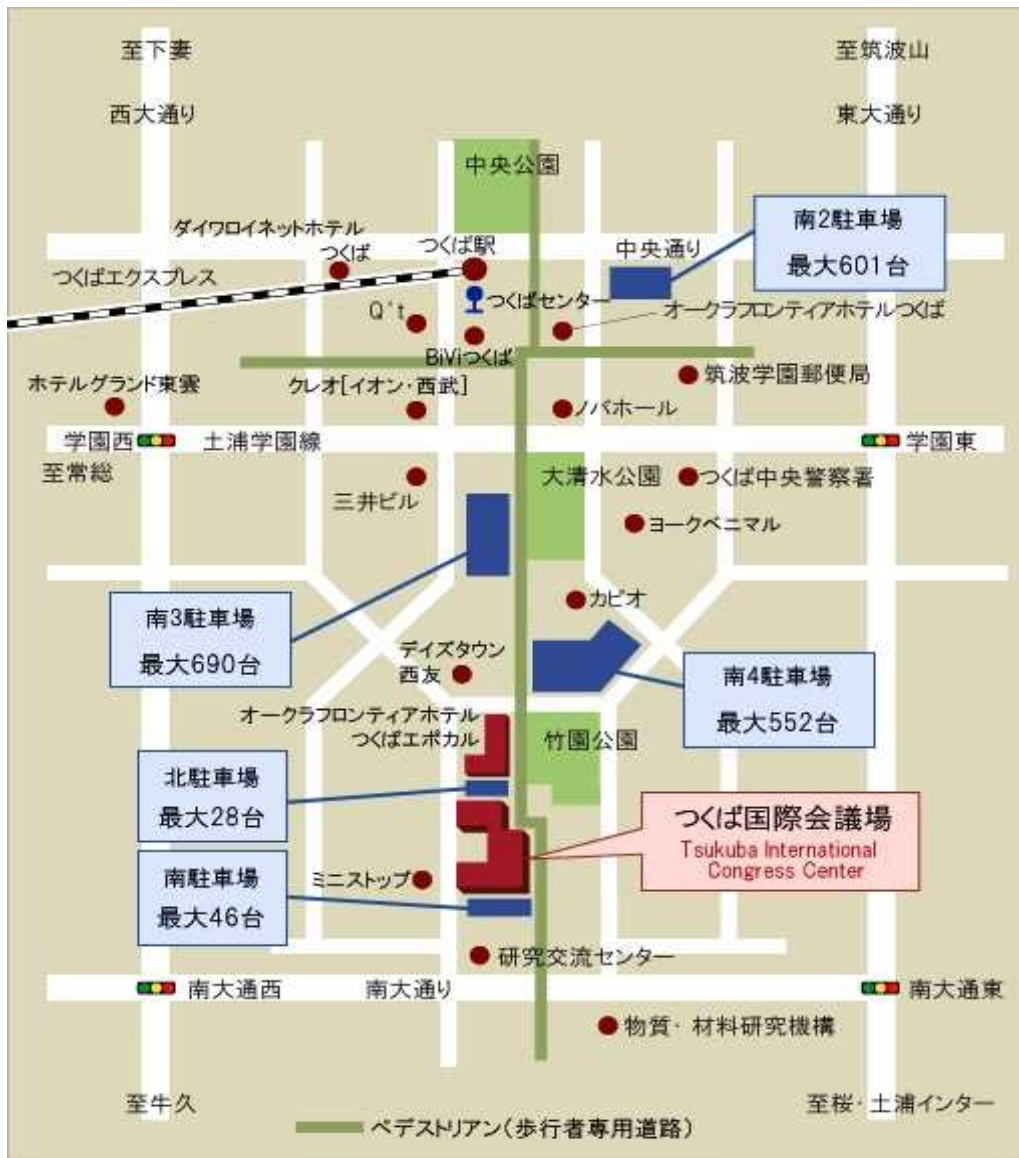 至下妻
至筑波山
西大通り
東大通り
中央公園
南2駐車場
最大601台
ダイワロイネットホテル
つくば
つくば駅
中央通り
つくばエクスプレス
つくばセンター
Q't
オークラフロンティアホテルつくば
BiViつくば
筑波学園郵便局
ホテルグランド東雲
クレオ[イオン・西武]
ノバホール
学園西
土浦学園線
学園東
至常総
三井ビル
大清水公園
つくば中央警察署
ヨークベニマル
南3駐車場
最大690台
カピオ
デイズタウン
西友
南4駐車場
最大552台
オークラフロンティアホテル
つくばエポカル
竹園公園
北駐車場
最大28台
つくば国際会議場
Tsukuba International
Congress Center
南駐車場
最大46台
ミニストップ
研究交流センター
南大通西
南大通り
南大通東
物質・材料研究機構
至牛久
至桜・土浦インター
ペデストリアン(歩行者専用道路)